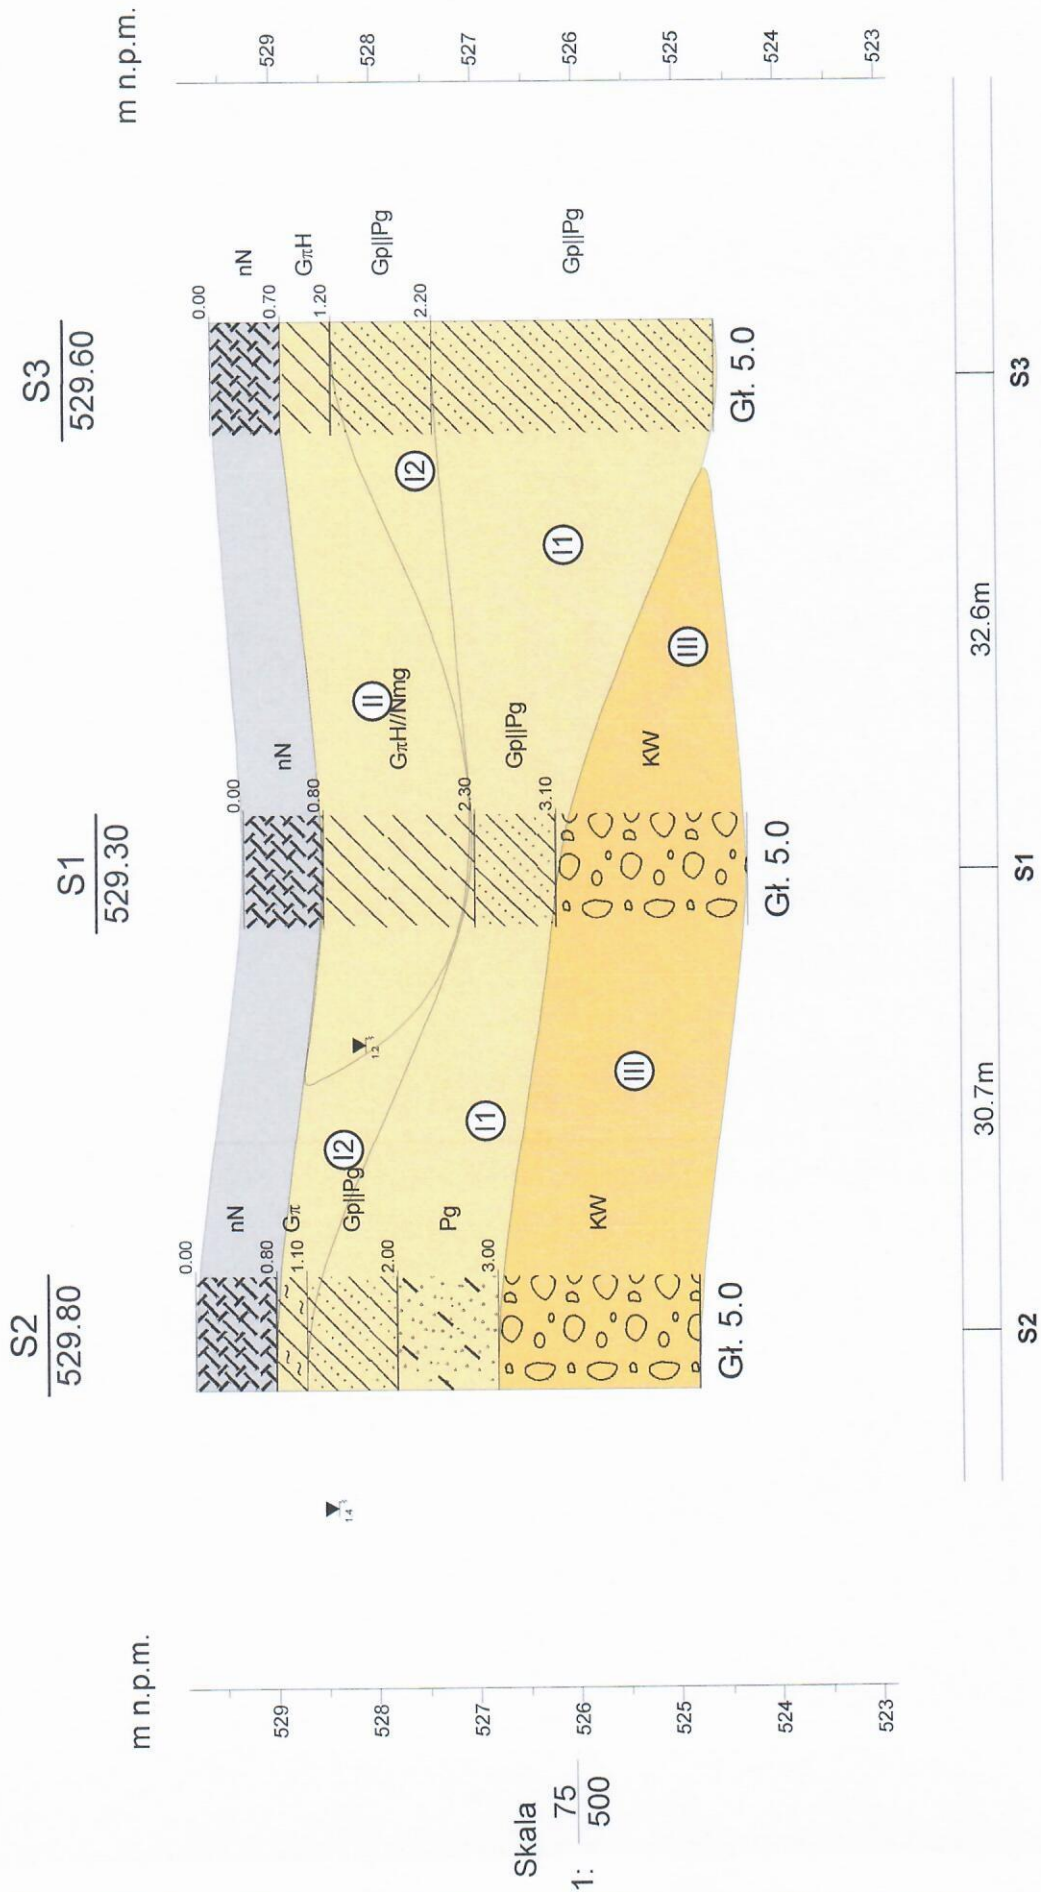 S2
529.80
S1
529.30
S3
529.60
m n.p.m.
m n.p.m.
529
528
527
526
525
524
523
Skala
1: 75
500
1.4
0.00
nN
0.80
Gπ
1.10
Gp||Pg
2.00
Pg
3.00
KW
Gł. 5.0
I2
I1
III
1.2
0.00
nN
0.80
II
GπH//Nmg
2.30
Gp||Pg
3.10
KW
Gł. 5.0
III
I2
I1
0.00
nN
0.70
GπH
1.20
Gp||Pg
2.20
Gp||Pg
Gł. 5.0
529
528
527
526
525
524
523
30.7m
32.6m
S2
S1
S3